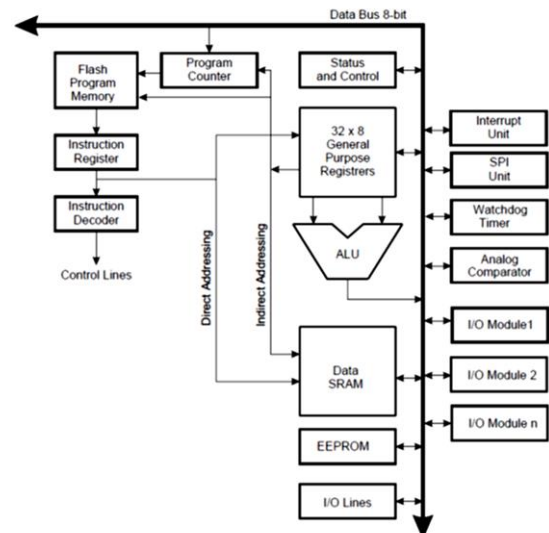 Data Bus 8-bit
Flash
Program
Memory
Program
Counter
Status
and Control
Instruction
Register
32 x 8
General
Purpose
Registrers
Interrupt
Unit
SPI
Unit
Instruction
Decoder
Watchdog
Timer
Control Lines
Direct Addressing
Indirect Addressing
ALU
Analog
Comparator
I/O Module1
Data
SRAM
I/O Module 2
I/O Module n
EEPROM
I/O Lines